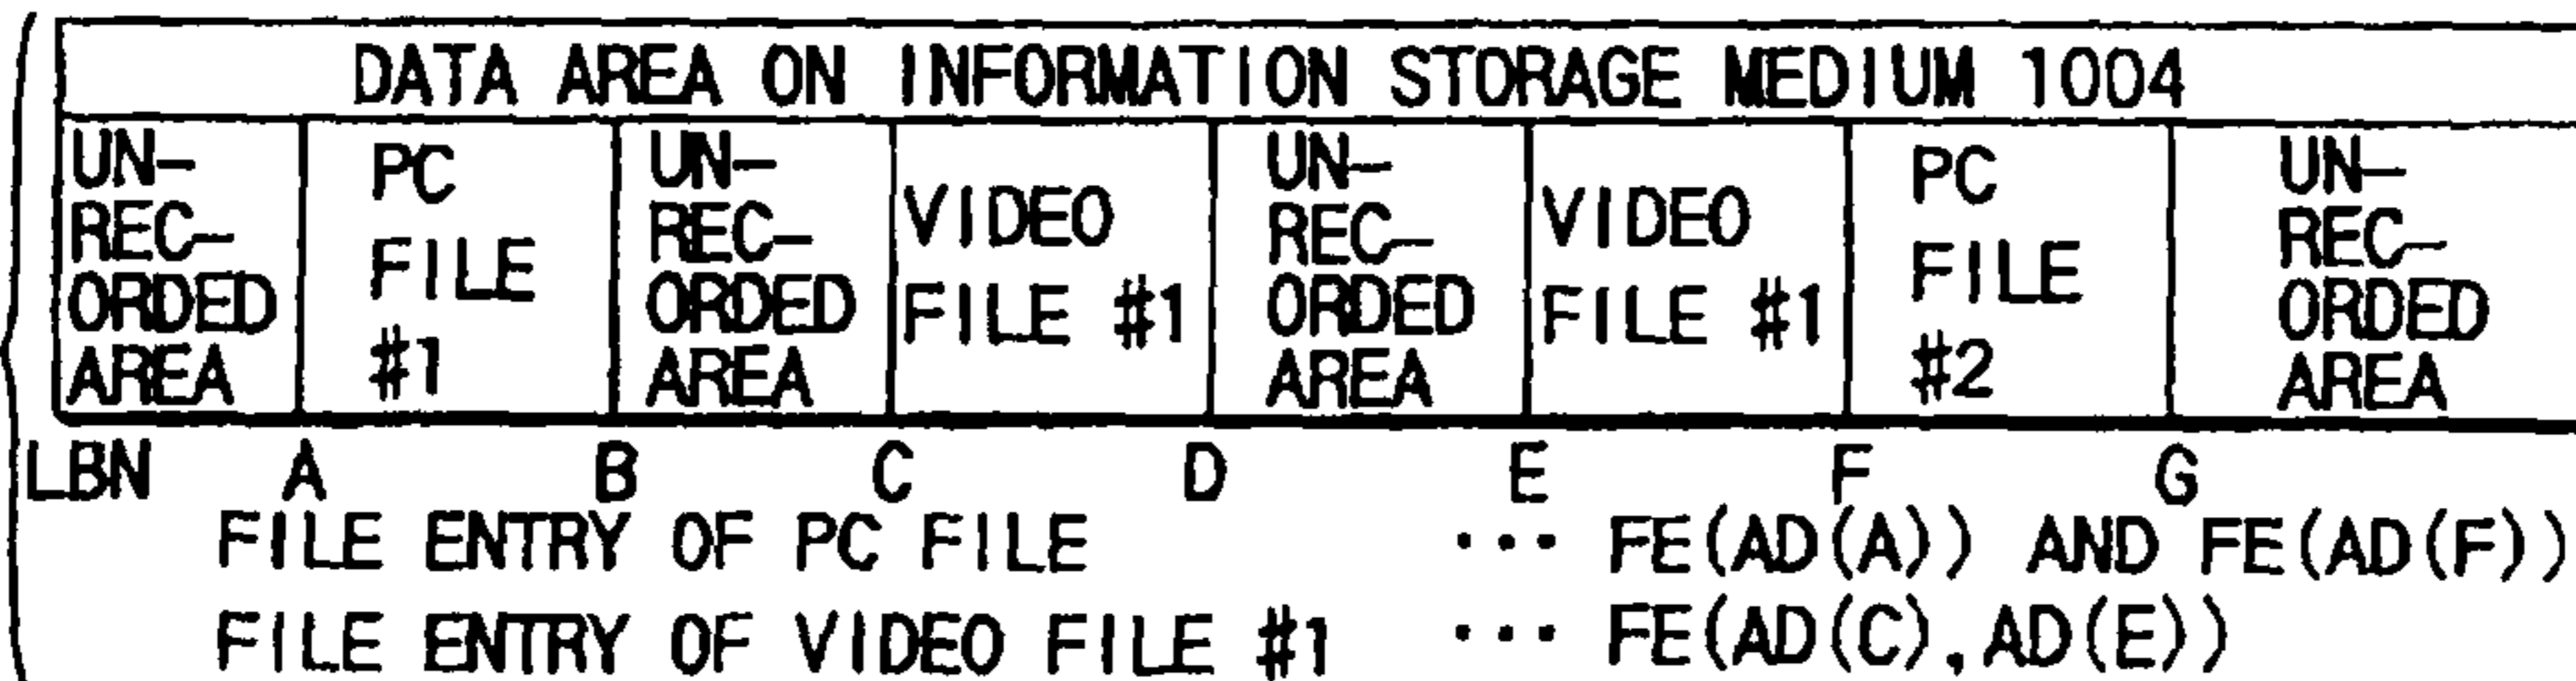 DATA AREA ON INFORMATION STORAGE MEDIUM 1004
UN-
REC-
ORDED
AREA
PC
FILE
#1
UN-
REC-
ORDED
AREA
VIDEO
FILE #1
UN-
REC-
ORDED
AREA
VIDEO
FILE #1
PC
FILE
#2
UN-
REC-
ORDED
AREA
LBN A B C D E F G
FILE ENTRY OF PC FILE ··· FE(AD(A)) AND FE(AD(F))
FILE ENTRY OF VIDEO FILE #1 ··· FE(AD(C),AD(E))